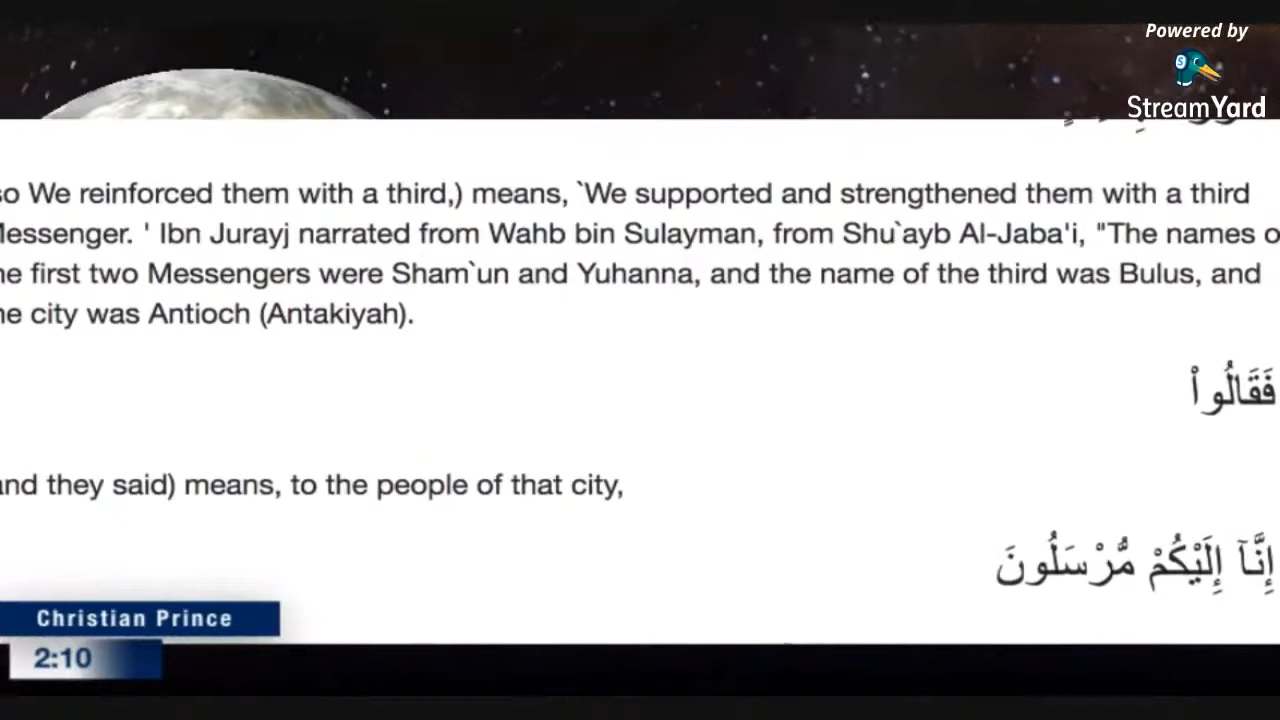 Powered by
StreamYard
so We reinforced them with a third,) means, `We supported and strengthened them with a third
Messenger. ' Ibn Jurayj narrated from Wahb bin Sulayman, from Shu`ayb Al-Jaba'i, "The names o
he first two Messengers were Sham`un and Yuhanna, and the name of the third was Bulus, and
he city was Antioch (Antakiyah).
فَقَالُواْ
and they said) means, to the people of that city,
إِنَّآ إِلَيْكُمْ مُّرْسَلُونَ
Christian Prince
2:10